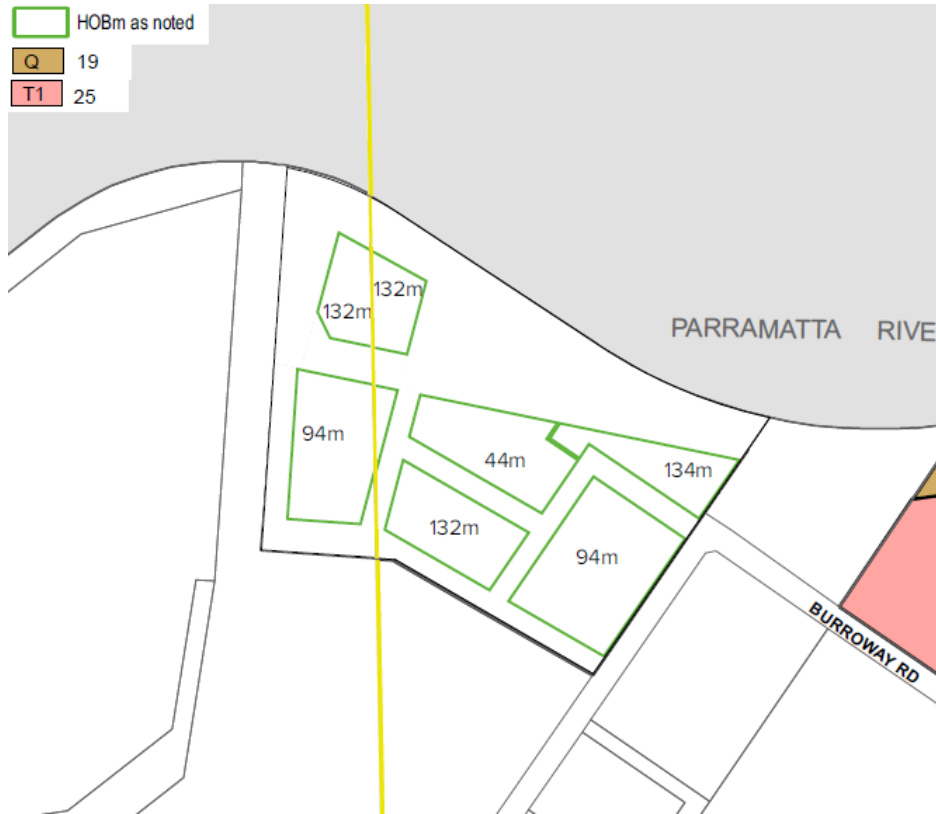 HOBm as noted
Q 19
T1 25
132m
132m
PARRAMATTA RIVE
94m
44m
134m
132m
94m
BURROWAY RD